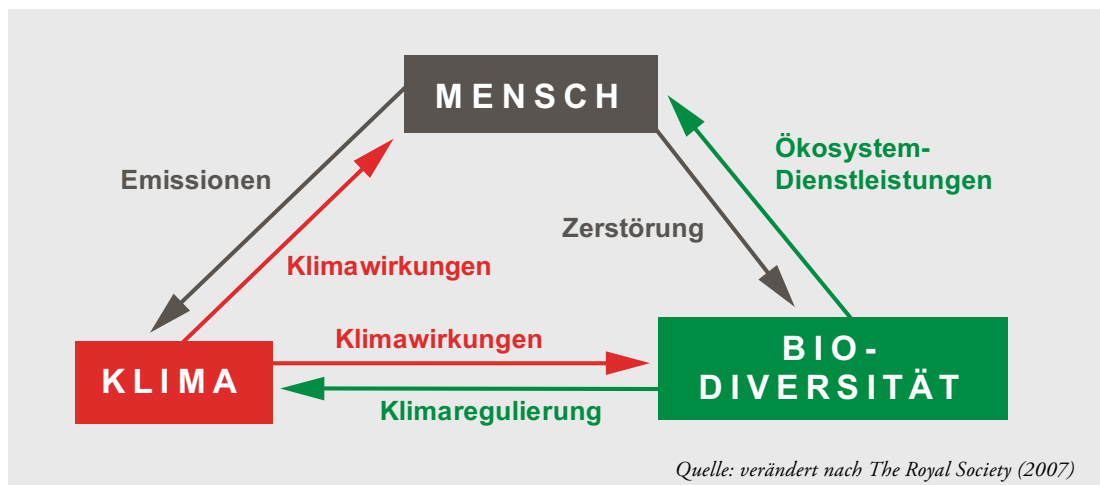 MENSCH
Ökosystem-
Dienstleistungen
Emissionen
Zerstörung
Klimawirkungen
Klimawirkungen
KLIMA
BIO-
DIVERSITÄT
Klimaregulierung
Quelle: verändert nach The Royal Society (2007)